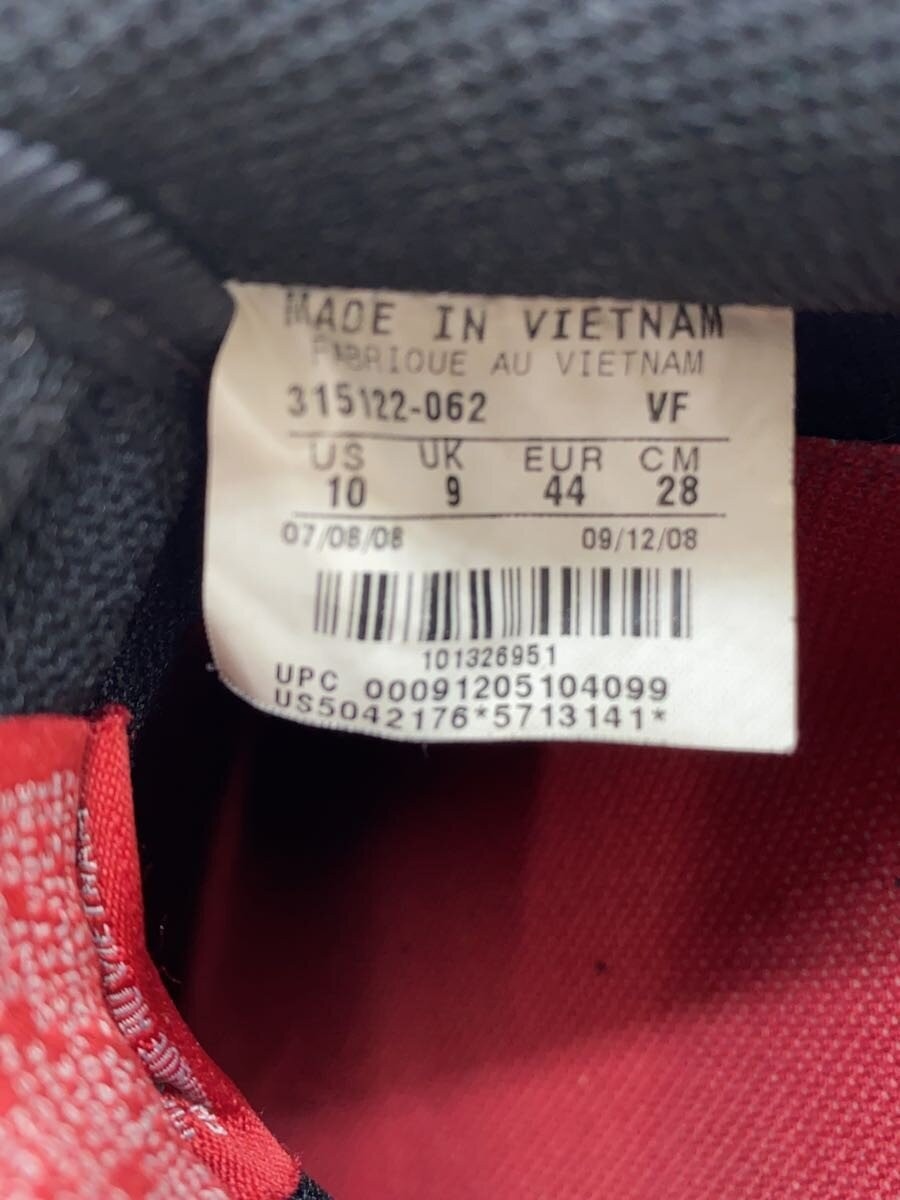 MADE IN VIETNAM
FABRIQUE AU VIETNAM
315122-062 VF
US UK EUR CM
10 9 44 28
07/08/08 09/12/08
101326951
UPC 00091205104099
US5042176*5713141*